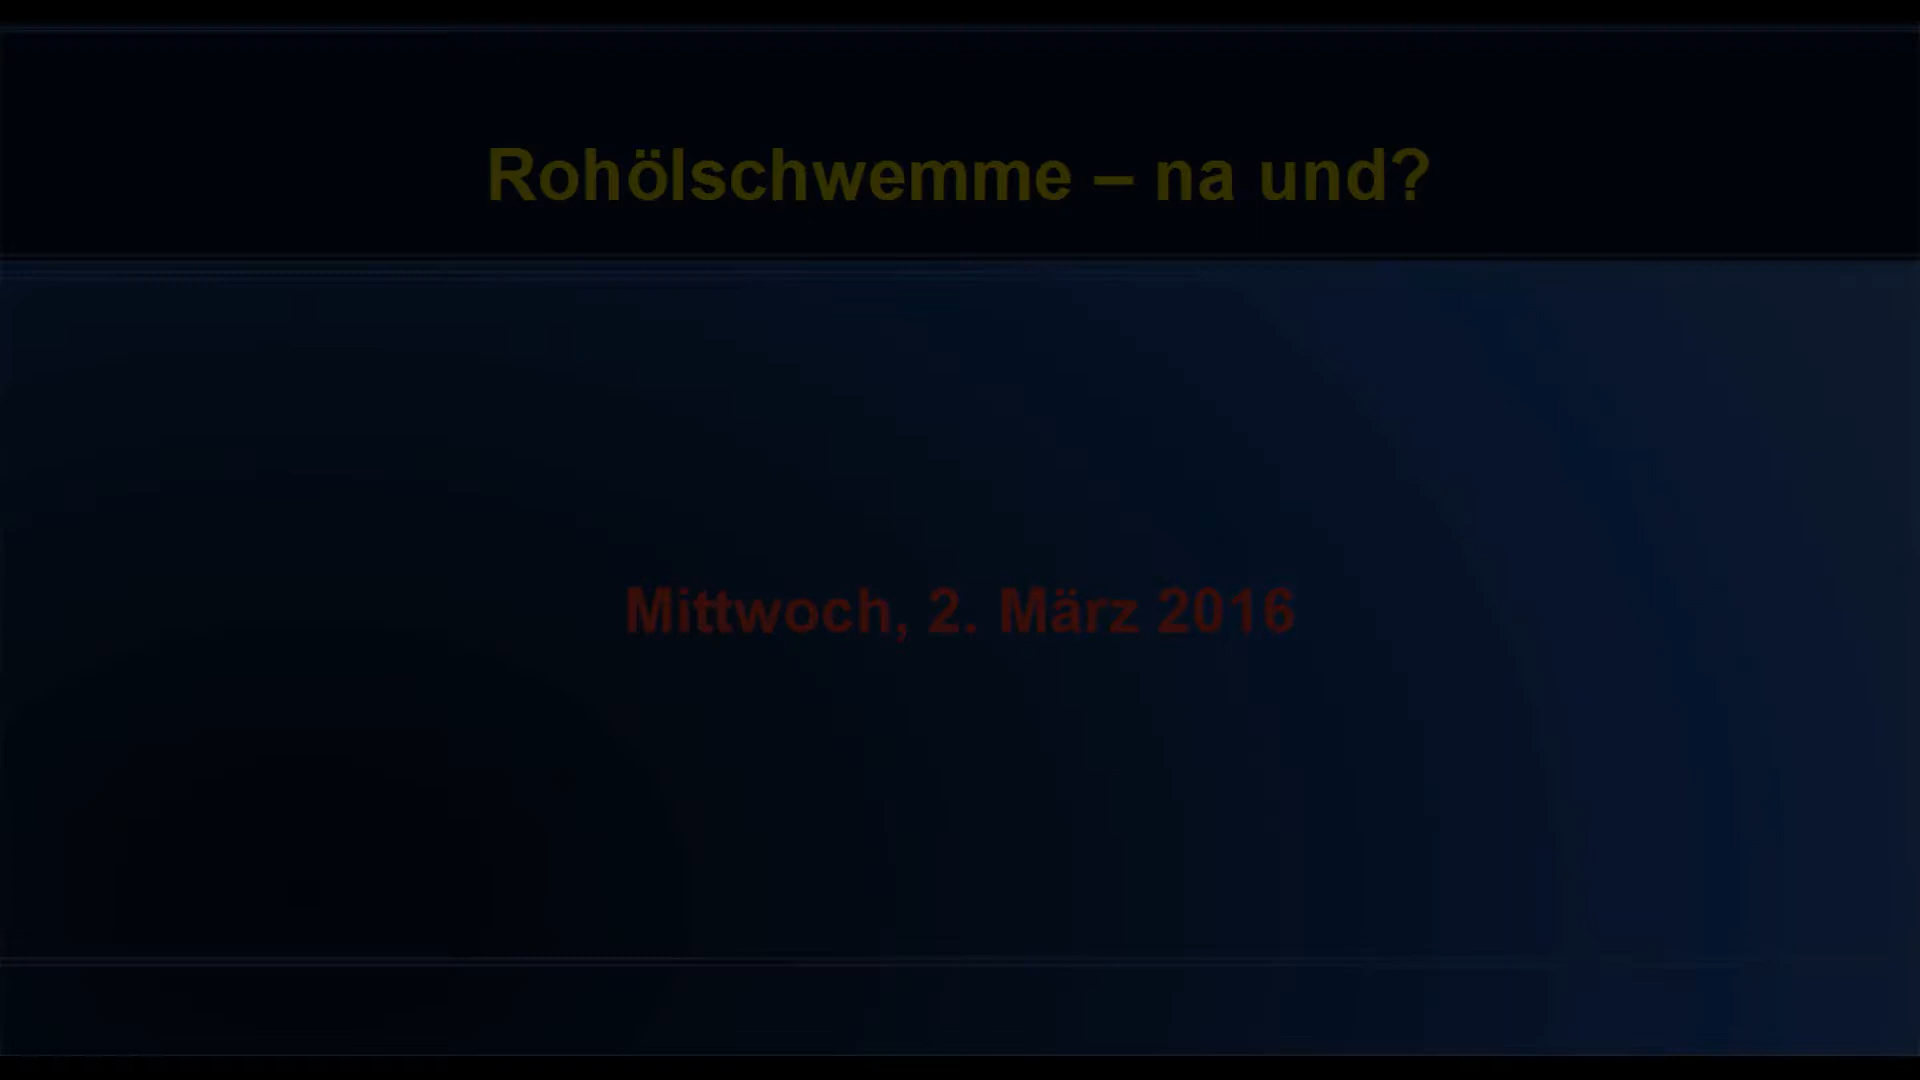 Rohölschwemme – na und?
Mittwoch, 2. März 2016